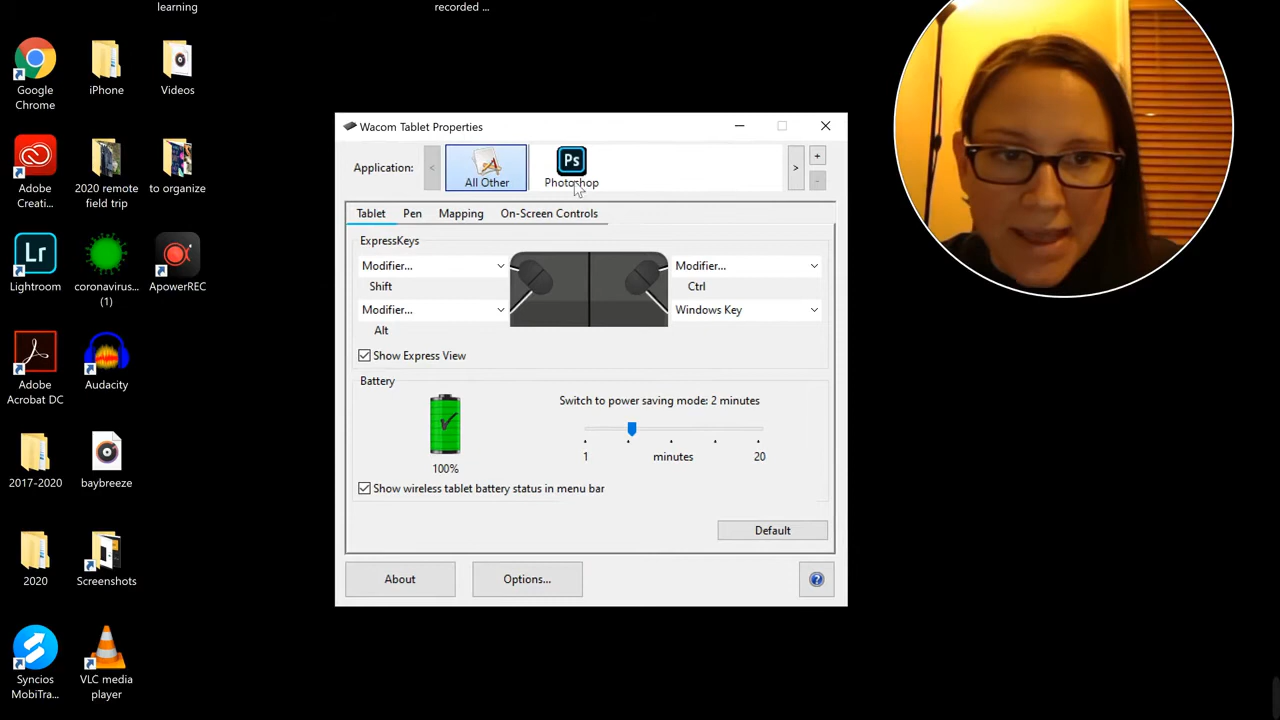 learning
recorded ...
Google
Chrome
iPhone
Videos
Adobe
Creati...
2020 remote
field trip
to organize
Lightroom
coronavirus...
(1)
ApowerREC
Adobe
Acrobat DC
Audacity
2017-2020
baybreeze
2020
Screenshots
Syncios
MobiTra...
VLC media
player
Wacom Tablet Properties
Application:
<
All Other
Ps
Photoshop
>
+
-
Tablet Pen Mapping On-Screen Controls
ExpressKeys
Modifier...
Shift
Modifier...
Ctrl
Modifier...
Alt
Windows Key
Show Express View
Battery
Switch to power saving mode: 2 minutes
1 minutes 20
100%
Show wireless tablet battery status in menu bar
Default
About
Options...
?
Lr